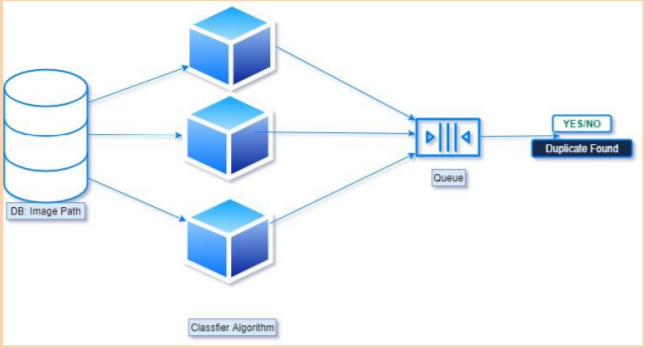 DB: Image Path
Classfier Algorithm
Queue
YES/NO
Duplicate Found